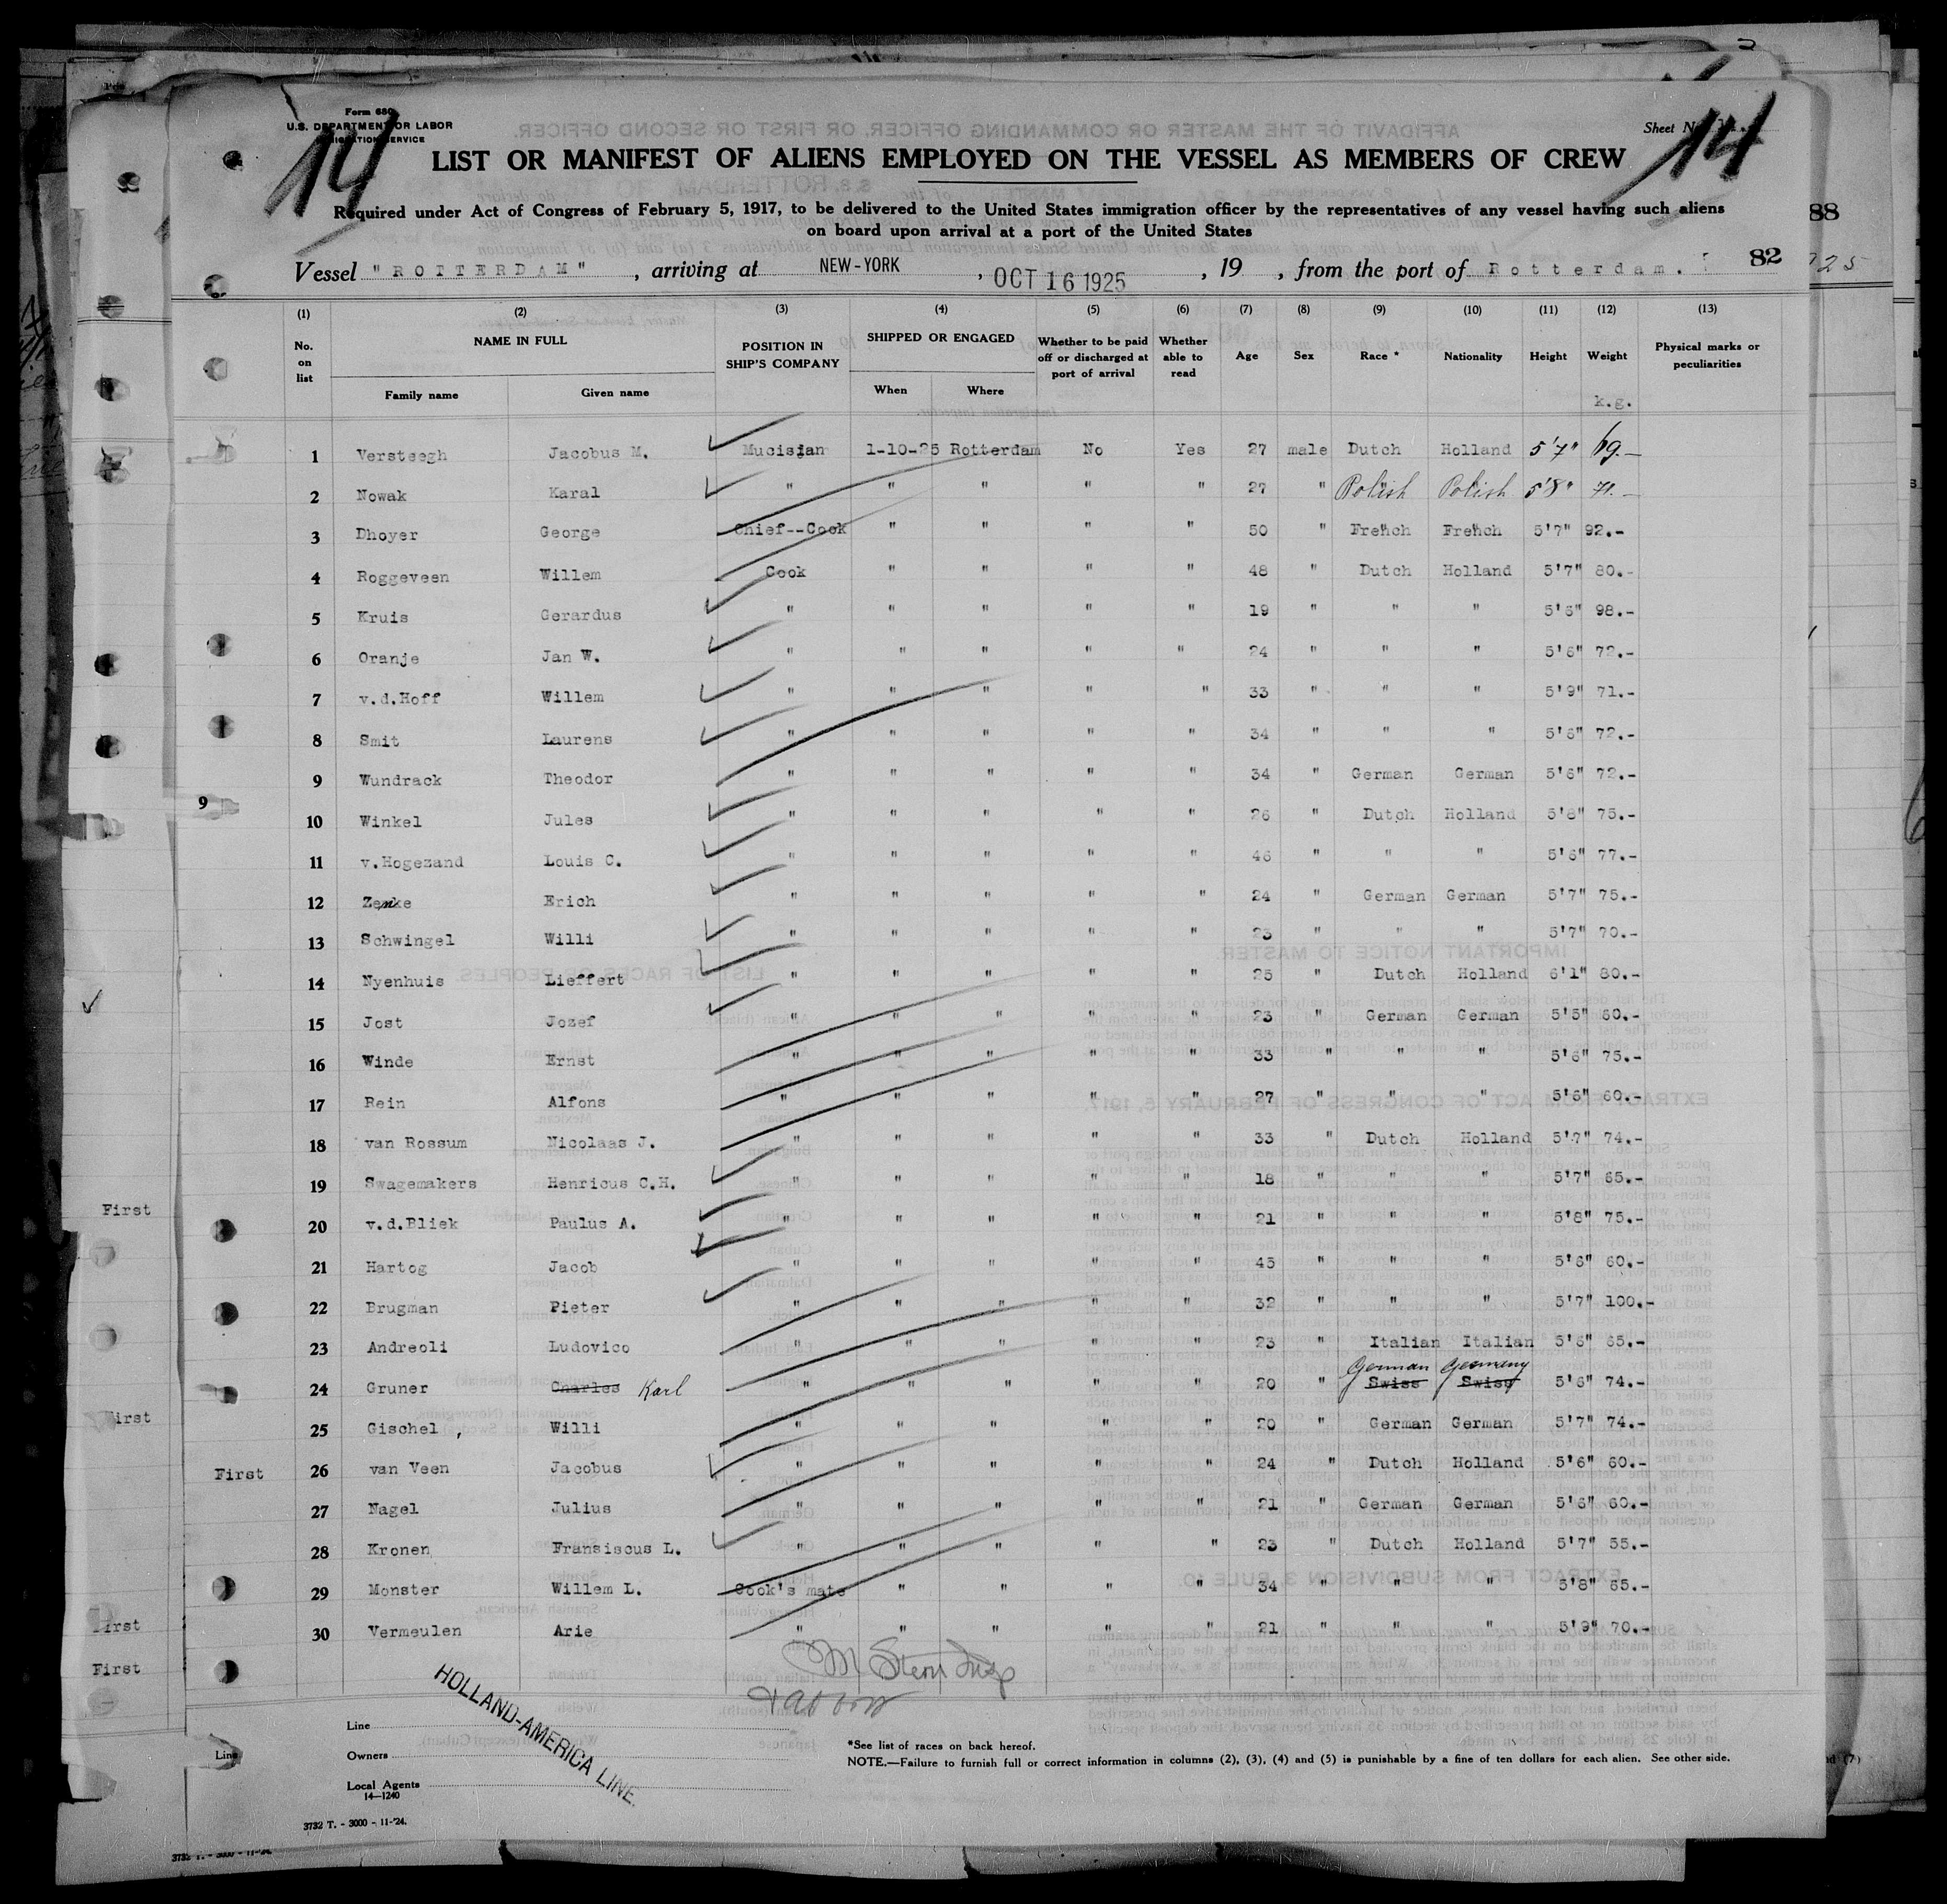 Form 680
U.S. DEPARTMENT OR LABOR
IMMIGRATION SERVICE
Sheet No.
14
14
LIST OR MANIFEST OF ALIENS EMPLOYED ON THE VESSEL AS MEMBERS OF CREW
Required under Act of Congress of February 5, 1917, to be delivered to the United States immigration officer by the representatives of any vessel having such aliens
on board upon arrival at a port of the United States
88
82
Vessel "ROTTERDAM", arriving at NEW-YORK, OCT 16 1925, 19 , from the port of Rotterdam.
(1) (2) (3) (4) (5) (6) (7) (8) (9) (10) (11) (12) (13)
No. on list NAME IN FULL Family name Given name POSITION IN SHIP'S COMPANY SHIPPED OR ENGAGED When Where Whether to be paid off or discharged at port of arrival Whether able to read Age Sex Race * Nationality Height Weight Physical marks or peculiarities
k.g.
1 Versteegh Jacobus M. Mucisian 1-10-25 Rotterdam No Yes 27 male Dutch Holland 5'7" 69.-
2 Nowak Karal " " " " " 27 " Polish Polish 5'8" 71.-
3 Dhoyer George Chief--Cook " " " " 50 " French French 5'7" 92.-
4 Roggeveen Willem Cook " " " " 48 " Dutch Holland 5'7" 80.-
5 Kruis Gerardus " " " " " 19 " " " 5'6" 98.-
6 Oranje Jan W. " " " " " 24 " " " 5'6" 72.-
7 v.d.Hoff Willem " " " " " 33 " " " 5'9" 71.-
8 Smit Laurens " " " " " 34 " " " 5'6" 72.-
9 Wundrack Theodor " " " " " 34 " German German 5'6" 72.-
10 Winkel Jules " " " " " 26 " Dutch Holland 5'8" 75.-
11 v.Hogezand Louis C. " " " " " 46 " " " 5'6" 77.-
12 Zenke Erich " " " " " 24 " German German 5'7" 75.-
13 Schwingel Willi " " " " " 23 " " " 5'7" 70.-
14 Nyenhuis Lieffert " " " " " 25 " Dutch Holland 6'1" 80.-
15 Jost Jozef " " " " " 23 " German German 5'5" 60.-
16 Winde Ernst " " " " " 33 " " " 5'6" 75.-
17 Rein Alfons " " " " " 27 " " " 5'6" 60.-
18 van Rossum Nicolaas J. " " " " " 33 " Dutch Holland 5'7" 74.-
19 Swagemakers Henricus C.H. " " " " " 18 " " " 5'7" 65.-
20 v.d.Bliek Paulus A. " " " " " 21 " " " 5'8" 75.-
21 Hartog Jacob " " " " " 45 " " " 5'6" 60.-
22 Brugman Pieter " " " " " 32 " " " 5'7" 100.-
23 Andreoli Ludovico " " " " " 23 " Italian Italian 5'6" 65.-
German Germany
24 Gruner Charles Karl " " " " " 20 " Swiss Swiss 5'6" 74.-
25 Gischel , Willi " " " " " 20 " German German 5'7" 74.-
26 van Veen Jacobus " " " " " 24 " Dutch Holland 5'6" 60.-
27 Nagel Julius " " " " " 21 " German German 5'6" 60.-
28 Kronen Fransiscus L. " " " " " 23 " Dutch Holland 5'7" 55.-
29 Monster Willem L. Cook's mate " " " " 34 " " " 5'8" 65.-
30 Vermeulen Arie " " " " " 21 " " " 5'9" 70.-
9
First
First
First
First
First
M Stern Insp
HOLLAND-AMERICA LINE.
Line
Owners
Local Agents
14—1240
*See list of races on back hereof.
NOTE.—Failure to furnish full or correct information in columns (2), (3), (4) and (5) is punishable by a fine of ten dollars for each alien. See other side.
3732 T. - 3000 - 11-'24.
Line
3732 T. - 3000 - 11-'24.